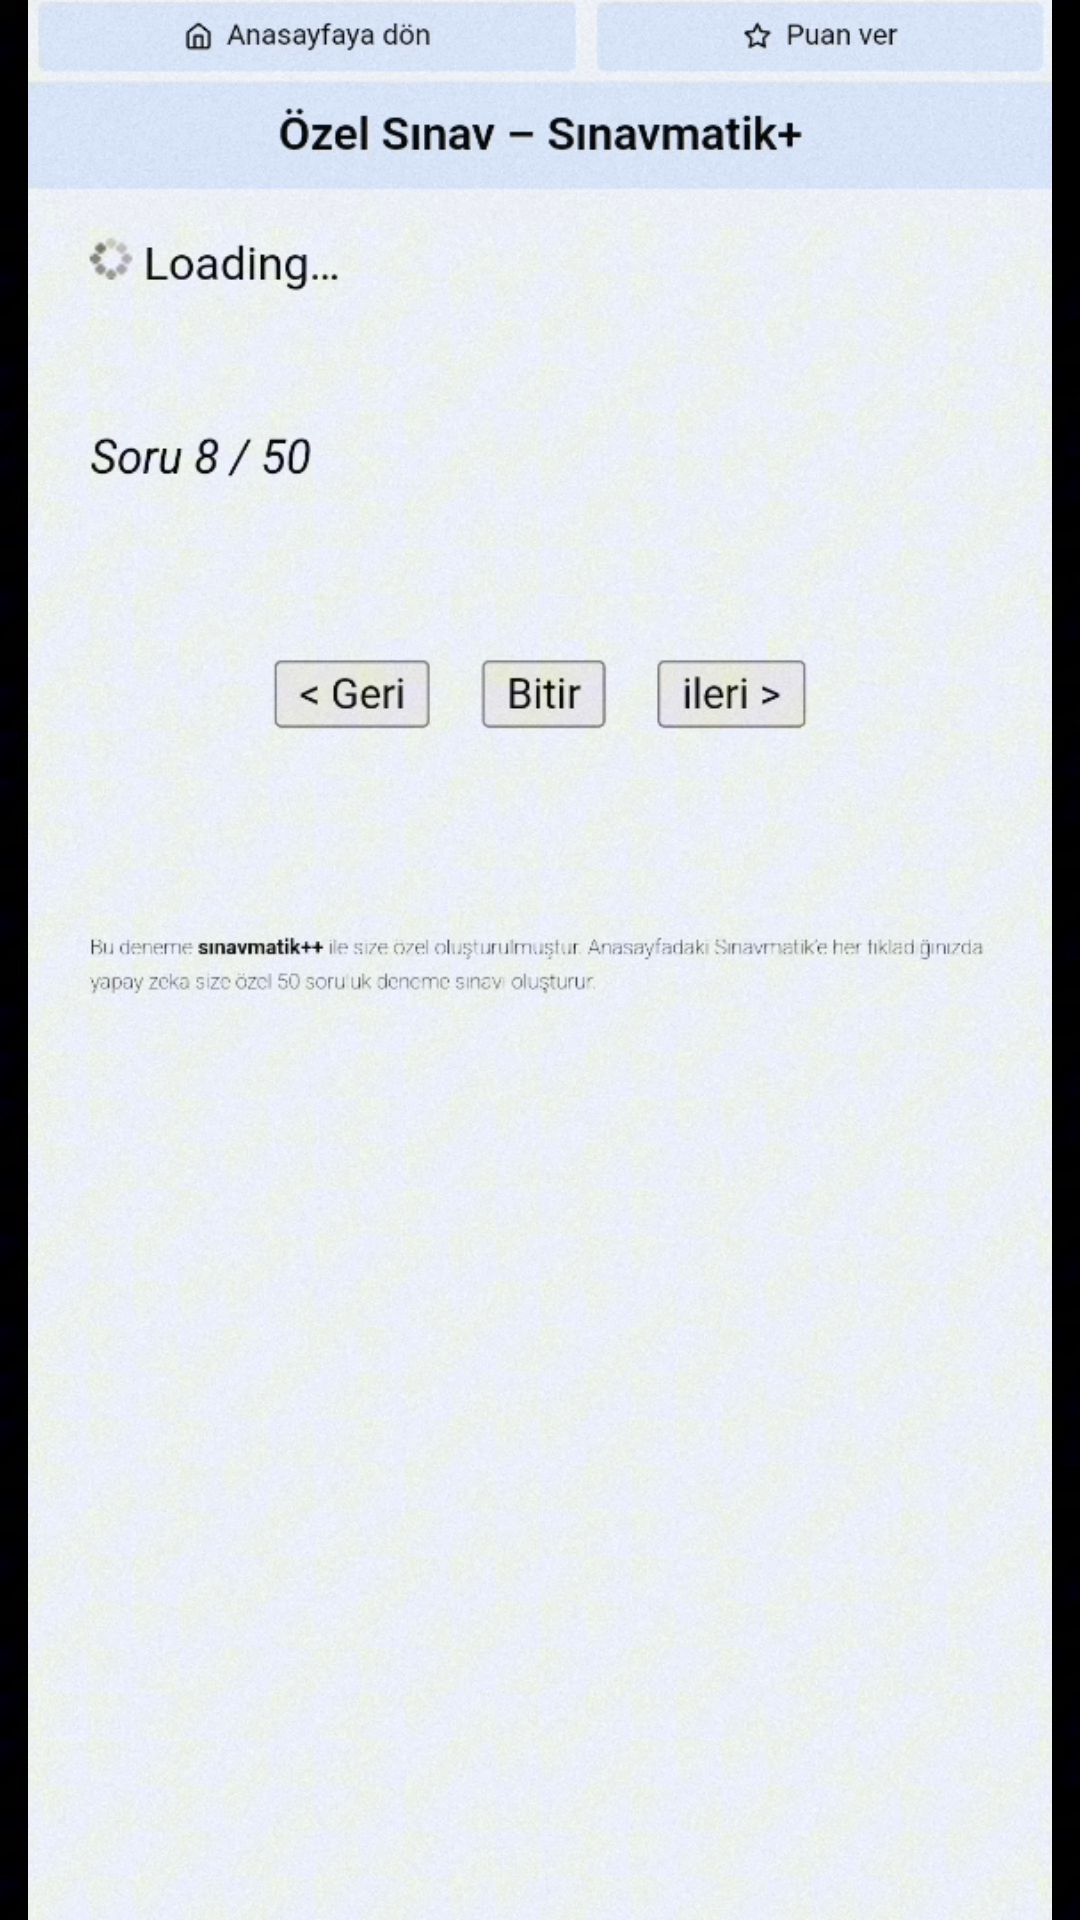 Anasayfaya dön
Puan ver
Özel Sınav – Sınavmatik+
Loading...
Soru 8 / 50
< Geri
Bitir
ileri >
Bu deneme sınavmatik++ ile size özel oluşturulmuştur. Anasayfadaki Sınavmatik'e her tıkladığınızda
yapay zeka size özel 50 soruluk deneme sınavı oluşturur.